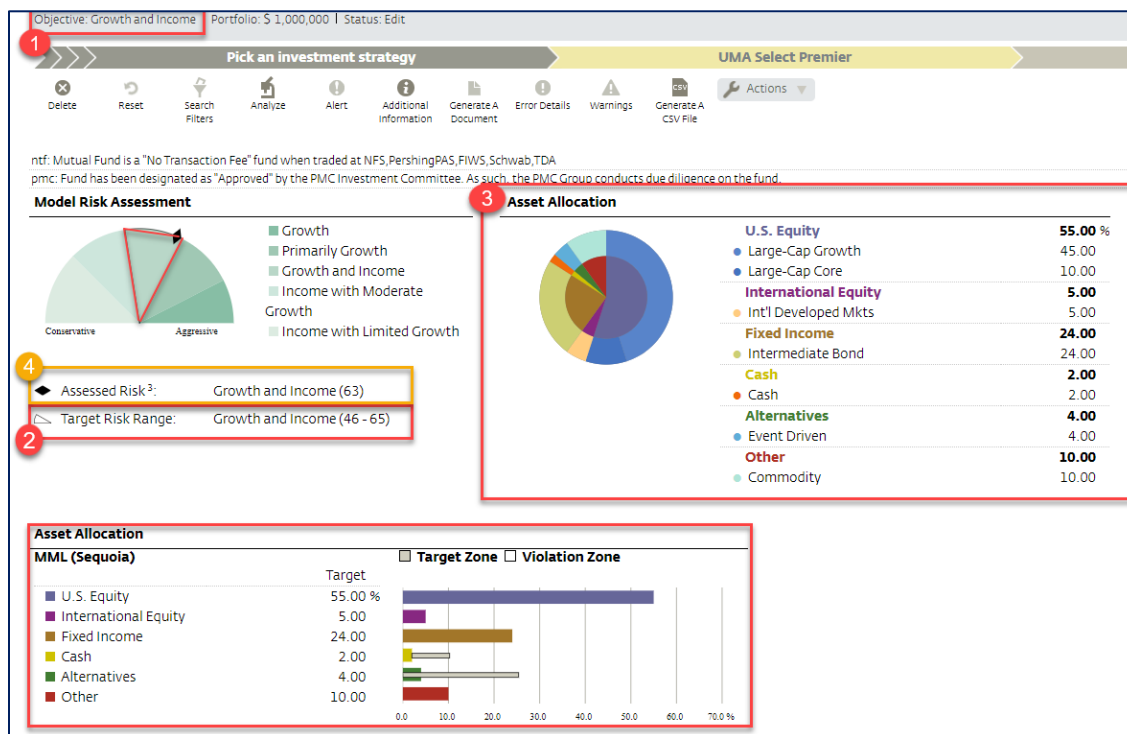 Objective: Growth and Income | Portfolio: $ 1,000,000 | Status: Edit
1
Pick an investment strategy
UMA Select Premier
Delete
Reset
Search Filters
Analyze
Alert
Additional Information
Generate A Document
Error Details
Warnings
CSV
Generate A CSV File
Actions
ntf: Mutual Fund is a "No Transaction Fee" fund when traded at NFS,PershingPAS,FIWS,Schwab,TDA
pmc: Fund has been designated as "Approved" by the PMC Investment Committee. As such, the PMC Group conducts due diligence on the fund.
Model Risk Assessment
Conservative
Aggressive
Growth
Primarily Growth
Growth and Income
Income with Moderate
Growth
Income with Limited Growth
4
Assessed Risk 3: Growth and Income (63)
Target Risk Range: Growth and Income (46 - 65)
2
3
Asset Allocation
U.S. Equity 55.00 %
Large-Cap Growth 45.00
Large-Cap Core 10.00
International Equity 5.00
Int'l Developed Mkts 5.00
Fixed Income 24.00
Intermediate Bond 24.00
Cash 2.00
Cash 2.00
Alternatives 4.00
Event Driven 4.00
Other 10.00
Commodity 10.00
Asset Allocation
MML (Sequoia)
Target Zone Violation Zone
Target
U.S. Equity 55.00 %
International Equity 5.00
Fixed Income 24.00
Cash 2.00
Alternatives 4.00
Other 10.00
0.0 10.0 20.0 30.0 40.0 50.0 60.0 70.0 %